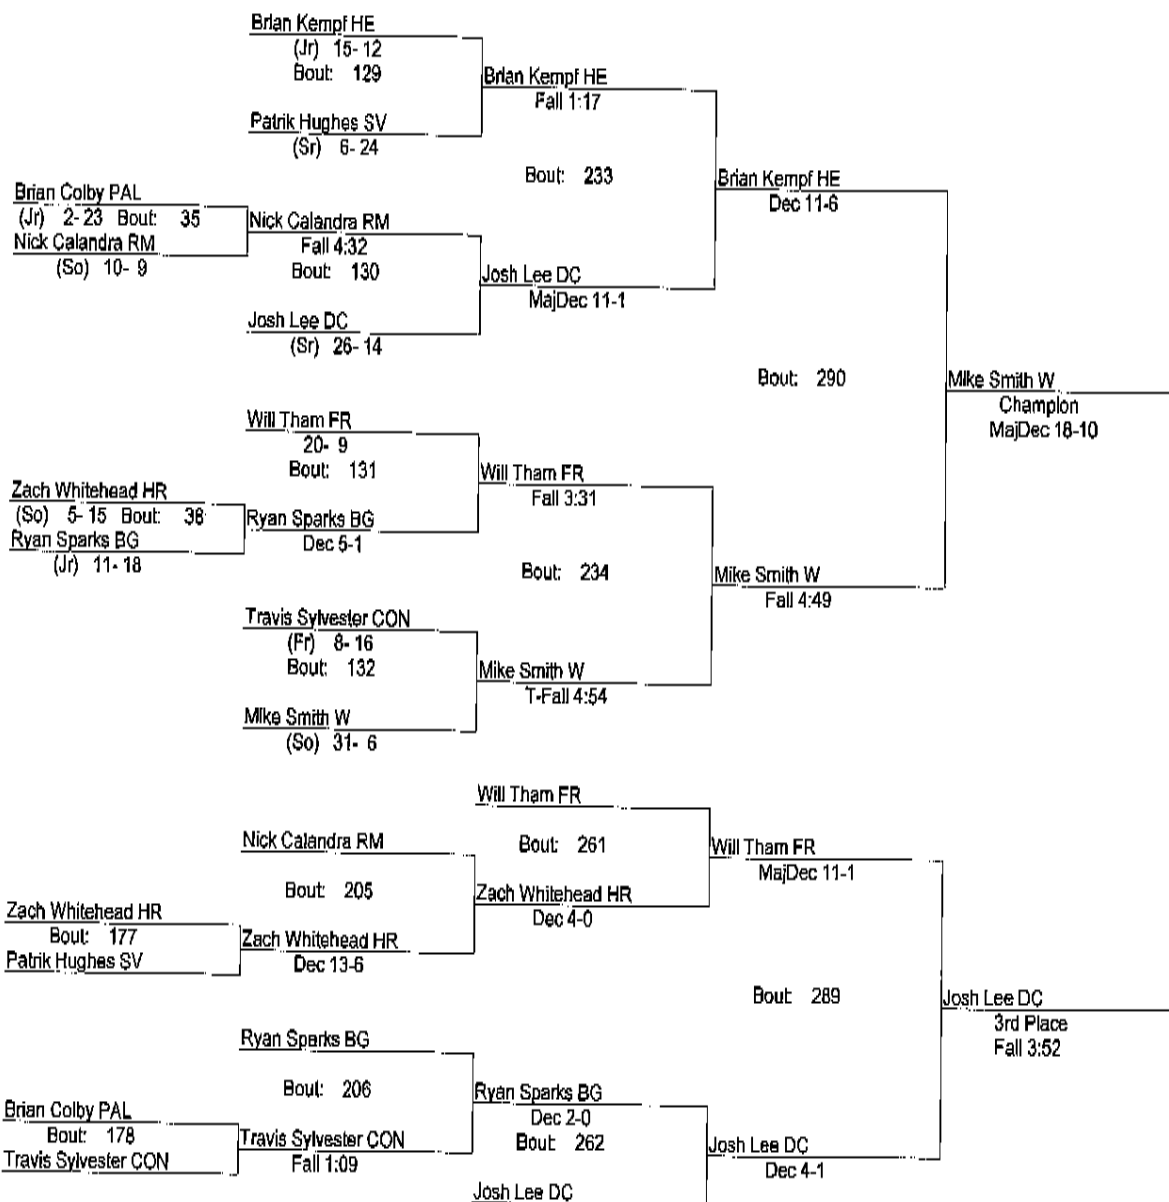 Brian Kempf HE
(Jr) 15- 12
Bout: 129
Brian Kempf HE
Fall 1:17
Patrik Hughes SV
(Sr) 6- 24
Bout: 233
Brian Kempf HE
Dec 11-6
Brian Colby PAL
(Jr) 2- 23 Bout: 35
Nick Calandra RM
(So) 10- 9
Nick Calandra RM
Fall 4:32
Bout: 130
Josh Lee DC
MajDec 11-1
Josh Lee DC
(Sr) 26- 14
Bout: 290
Mike Smith W
Champion
MajDec 18-10
Will Tham FR
20- 9
Bout: 131
Will Tham FR
Fall 3:31
Zach Whitehead HR
(So) 5- 15 Bout: 36
Ryan Sparks BG
(Jr) 11- 18
Ryan Sparks BG
Dec 5-1
Bout: 234
Mike Smith W
Fall 4:49
Travis Sylvester CON
(Fr) 8- 16
Bout: 132
Mike Smith W
T-Fall 4:54
Mike Smith W
(So) 31- 6
Will Tham FR
Nick Calandra RM
Bout: 261
Will Tham FR
MajDec 11-1
Bout: 205
Zach Whitehead HR
Dec 4-0
Zach Whitehead HR
Bout: 177
Patrik Hughes SV
Zach Whitehead HR
Dec 13-6
Bout: 289
Josh Lee DC
3rd Place
Fall 3:52
Ryan Sparks BG
Bout: 206
Ryan Sparks BG
Dec 2-0
Bout: 262
Brian Colby PAL
Bout: 178
Travis Sylvester CON
Travis Sylvester CON
Fall 1:09
Josh Lee DC
Dec 4-1
Josh Lee DC